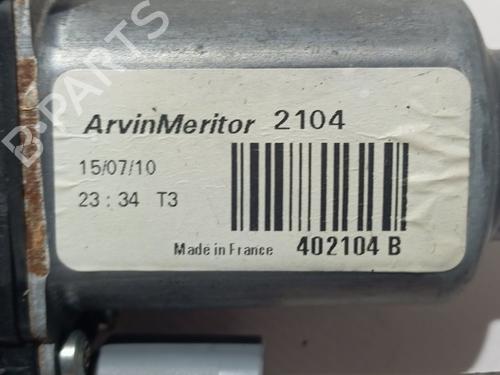 ArvinMeritor 2104
15/07/10
23 : 34 T3
Made in France 402104 B
B-PARTS